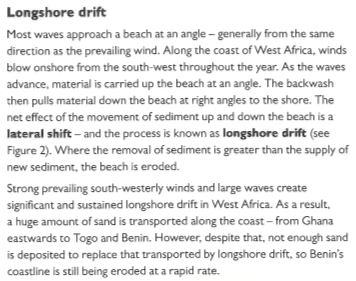 Longshore drift
Most waves approach a beach at an angle – generally from the same
direction as the prevailing wind. Along the coast of West Africa, winds
blow onshore from the south-west throughout the year. As the waves
advance, material is carried up the beach at an angle. The backwash
then pulls material down the beach at right angles to the shore. The
net effect of the movement of sediment up and down the beach is a
lateral shift – and the process is known as longshore drift (see
Figure 2). Where the removal of sediment is greater than the supply of
new sediment, the beach is eroded.
Strong prevailing south-westerly winds and large waves create
significant and sustained longshore drift in West Africa. As a result,
a huge amount of sand is transported along the coast – from Ghana
eastwards to Togo and Benin. However, despite that, not enough sand
is deposited to replace that transported by longshore drift, so Benin's
coastline is still being eroded at a rapid rate.